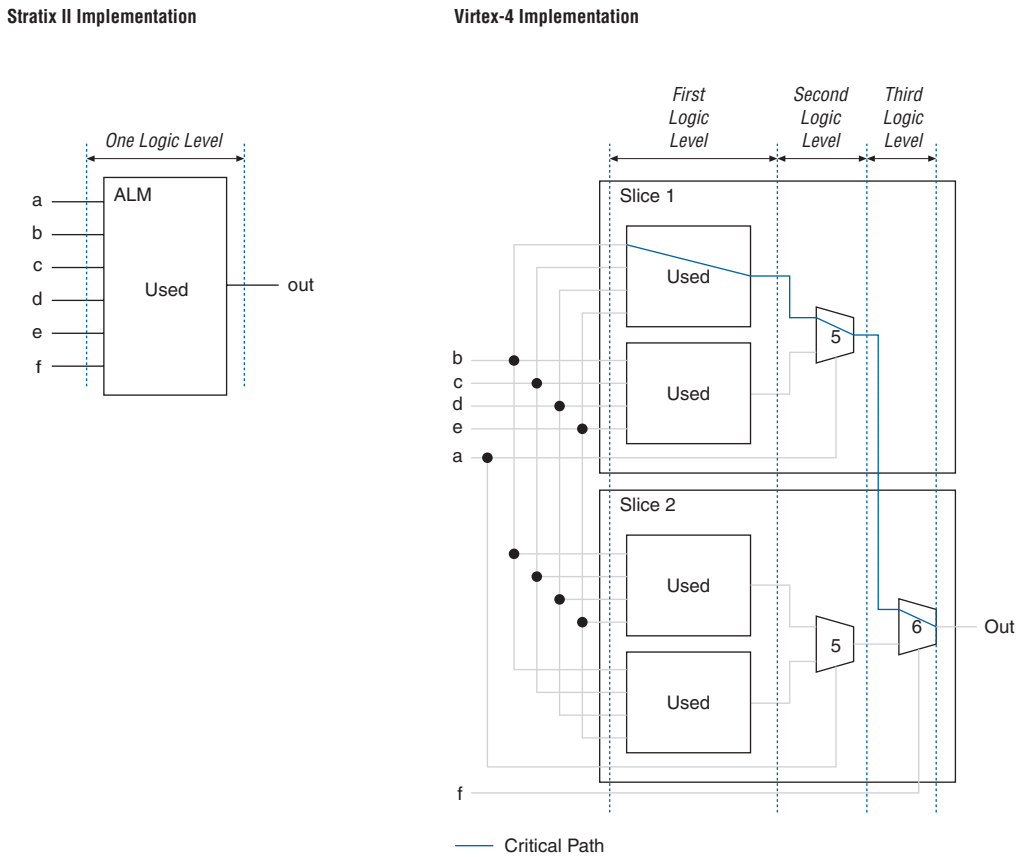 Stratix II Implementation
One Logic Level
ALM
a
b
c
d
e
f
Used
out
Virtex-4 Implementation
First
Logic
Level
Second
Logic
Level
Third
Logic
Level
Slice 1
Used
5
Used
b
c
d
e
a
Slice 2
Used
5
6
Out
Used
f
Critical Path